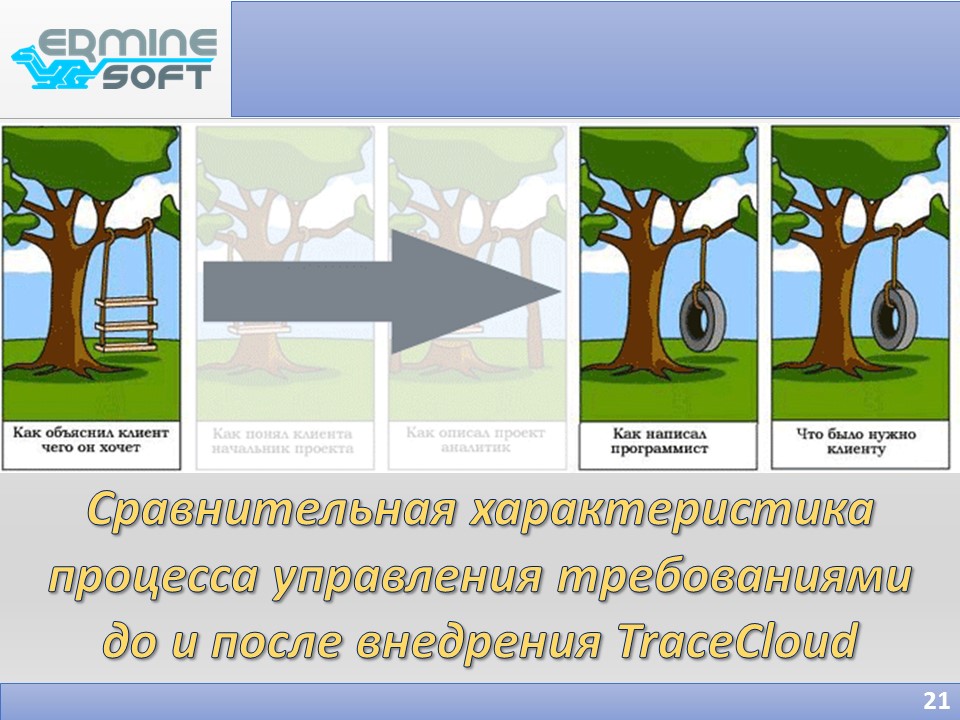 ERMINE
SOFT
Как объяснил клиент
чего он хочет
Как понял клиента
начальник проекта
Как описал проект
аналитик
Как написал
программист
Что было нужно
клиенту
Сравнительная характеристика
процесса управления требованиями
до и после внедрения TraceCloud
21